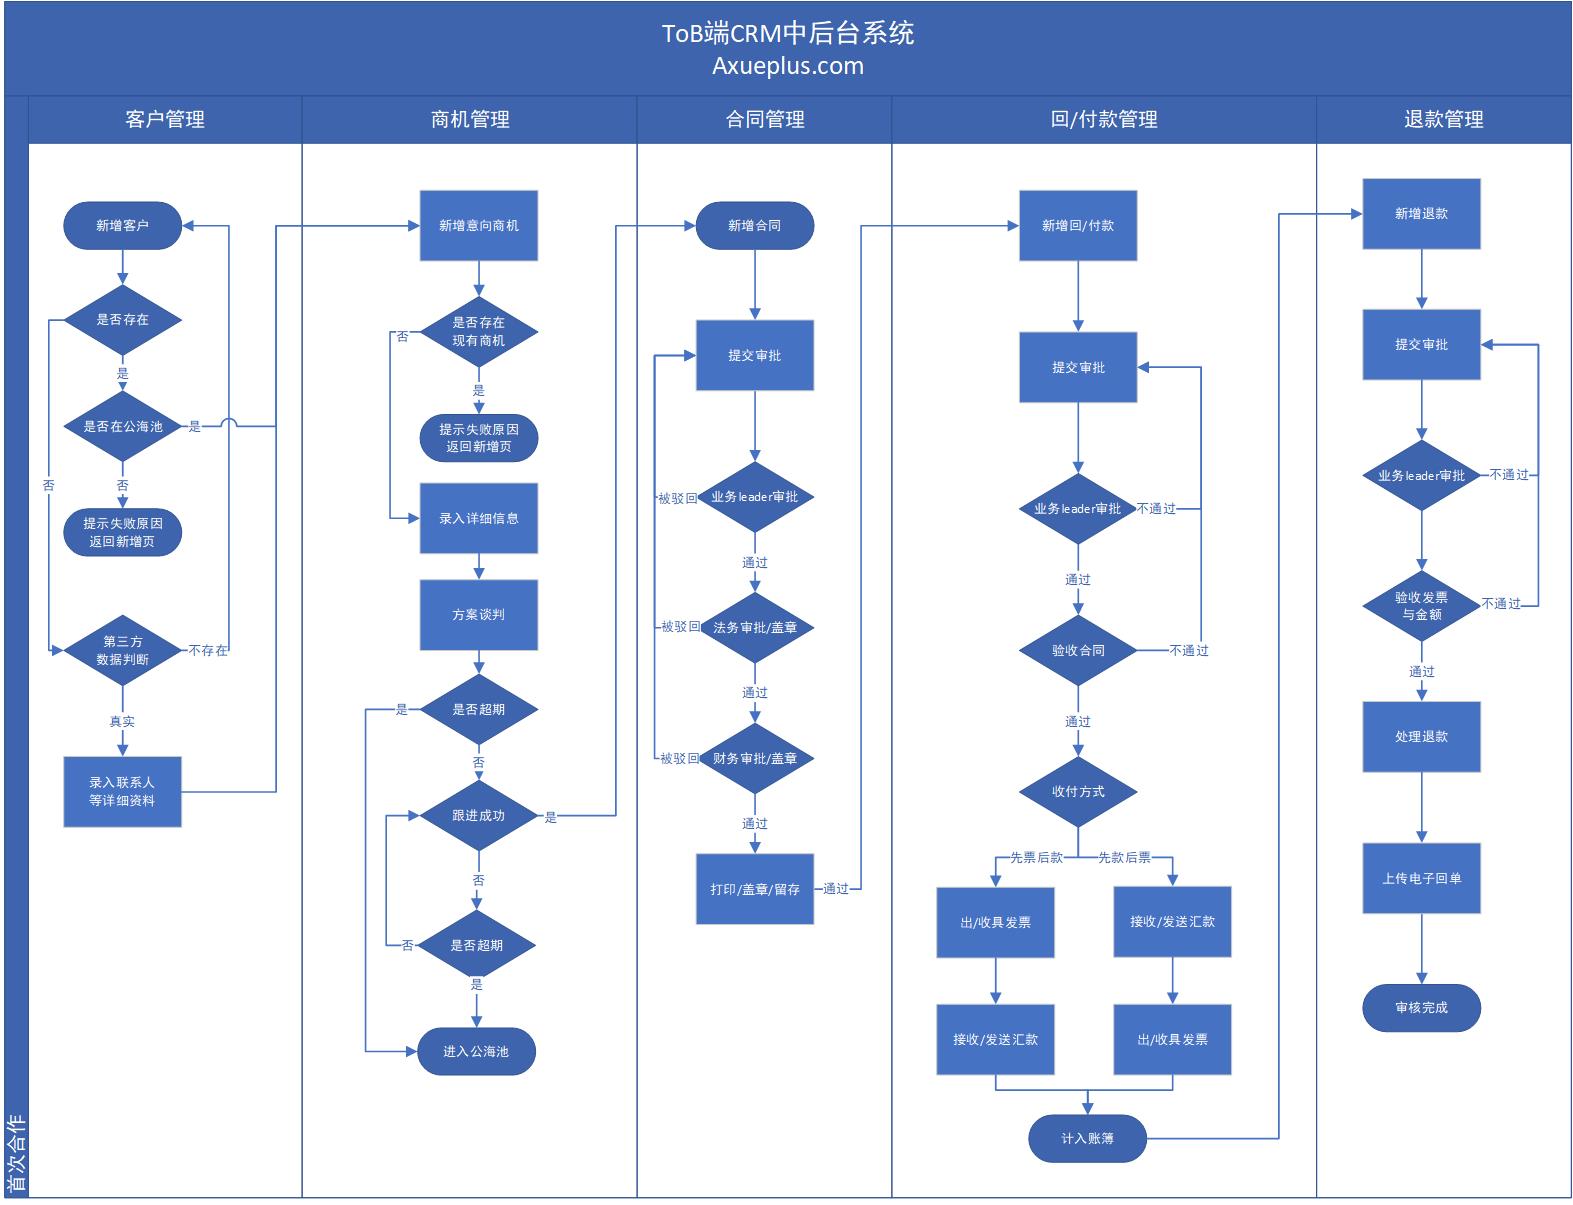 ToB端CRM中后台系统
Axueplus.com
首次合作
客户管理
新增客户
是否存在
是
否
是否在公海池
是
否
提示失败原因
返回新增页
第三方
数据判断
不存在
真实
录入联系人
等详细资料
商机管理
新增意向商机
是否存在
现有商机
否
是
提示失败原因
返回新增页
录入详细信息
方案谈判
是否超期
是
否
跟进成功
是
否
是否超期
否
是
进入公海池
合同管理
新增合同
提交审批
业务leader审批
被驳回
通过
法务审批/盖章
被驳回
通过
财务审批/盖章
被驳回
通过
打印/盖章/留存
通过
回/付款管理
新增回/付款
提交审批
业务leader审批
不通过
通过
验收合同
不通过
通过
收付方式
先票后款
先款后票
出/收具发票
接收/发送汇款
接收/发送汇款
出/收具发票
计入账簿
退款管理
新增退款
提交审批
业务leader审批
不通过
验收发票
与金额
不通过
通过
处理退款
上传电子回单
审核完成